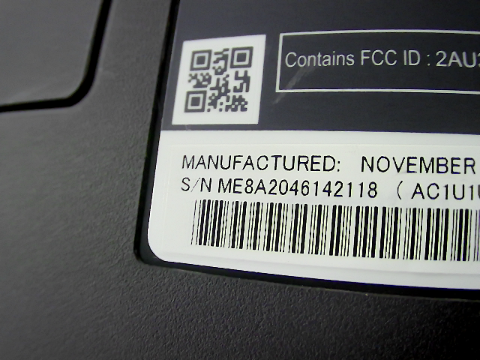 Contains FCC ID : 2AU
MANUFACTURED: NOVEMBER
S/N ME8A2046142118 ( AC1U1